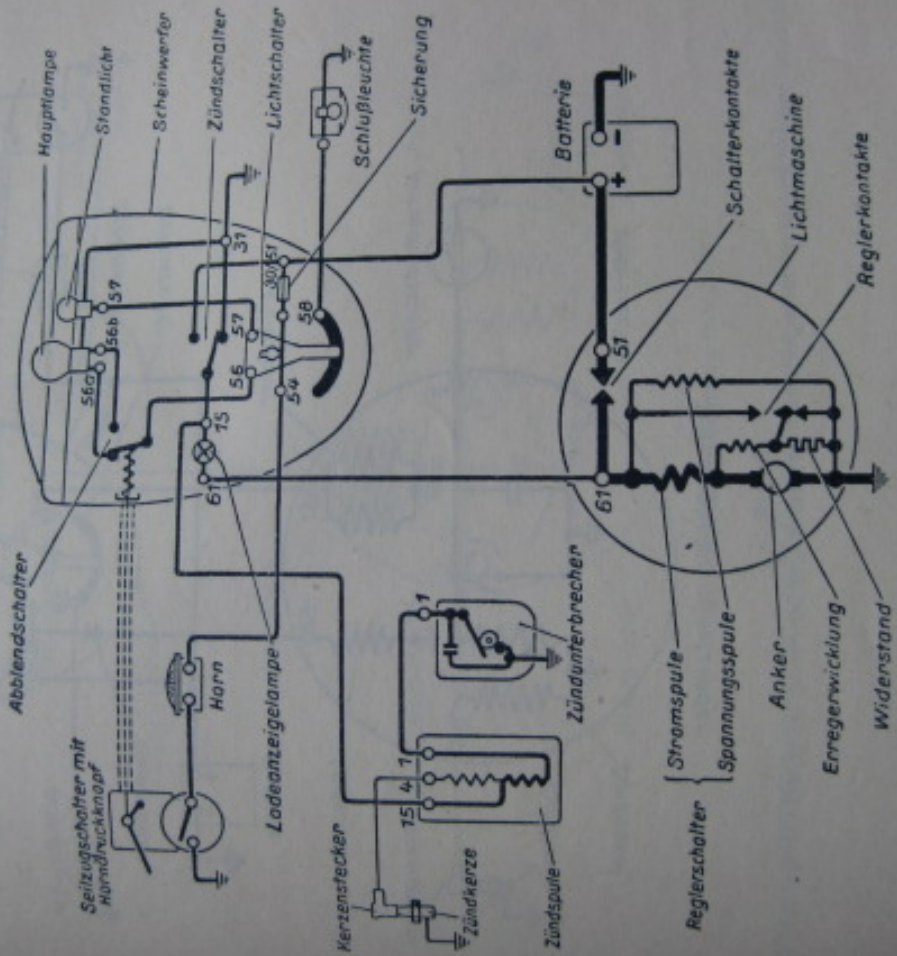 Hauptlampe
Standlicht
Scheinwerfer
Zündschalter
Lichtschalter
Schlußleuchte
Sicherung
Abblendschalter
56a
56b
57
31
15
61
56
57
54
30/51
58
Seilzugschalter mit
Horndruckknopf
Horn
Ladeanzeigelampe
Batterie
+
-
Schalterkontakte
Lichtmaschine
Reglerkontakte
51
61
Kerzenstecker
Zündkerze
15
4
1
Zündspule
1
Zündunterbrecher
Reglerschalter
Stromspule
Spannungsspule
Anker
Erregerwicklung
Widerstand